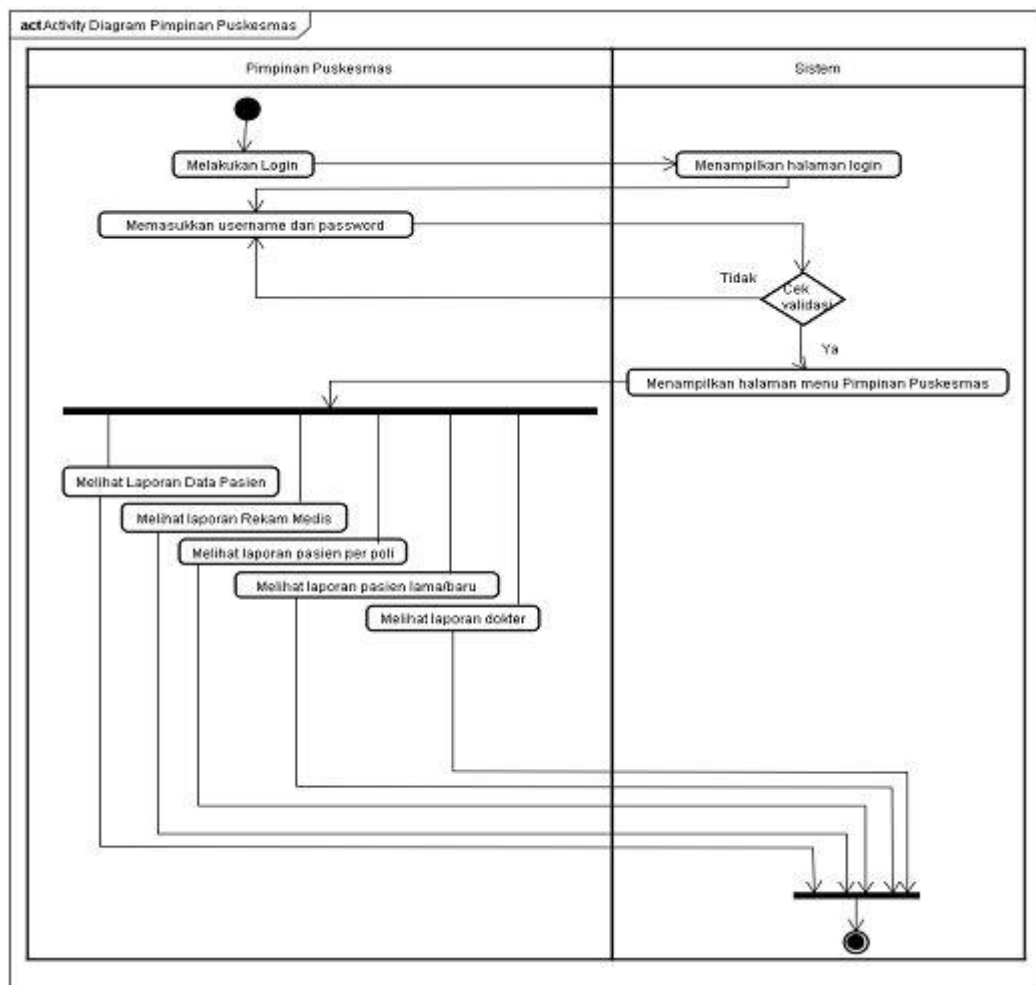 act Activity Diagram Pimpinan Puskesmas
Pimpinan Puskesmas
Sistem
Melakukan Login
Menampilkan halaman login
Memasukkan username dan password
Tidak
Cek
validasi
Ya
Menampilkan halaman menu Pimpinan Puskesmas
Melihat Laporan Data Pasien
Melihat laporan Rekam Medis
Melihat laporan pasien per poli
Melihat laporan pasien lama/baru
Melihat laporan dokter